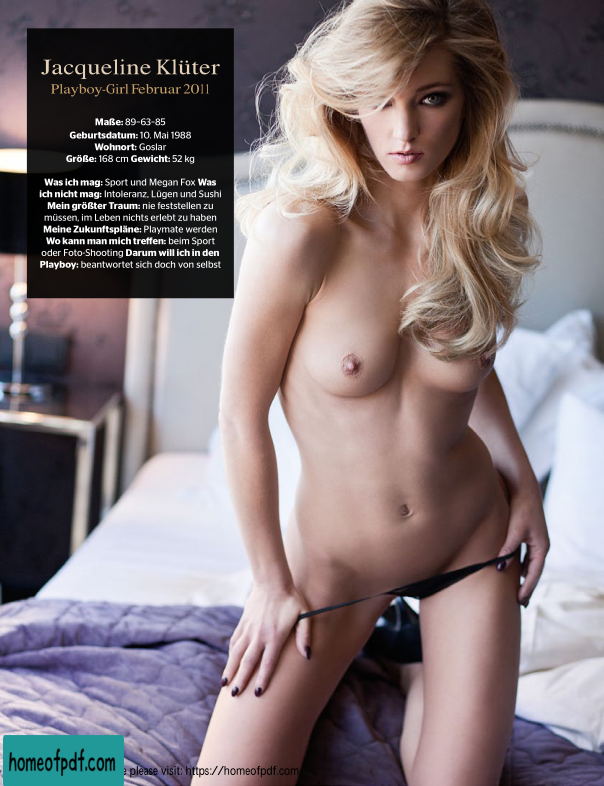 Jacqueline Klüter
Playboy-Girl Februar 2011
Maße: 89-63-85
Geburtsdatum: 10. Mai 1988
Wohnort: Goslar
Größe: 168 cm Gewicht: 52 kg
Was ich mag: Sport und Megan Fox Was
ich nicht mag: Intoleranz, Lügen und Sushi
Mein größter Traum: nie feststellen zu
müssen, im Leben nichts erlebt zu haben
Meine Zukunftspläne: Playmate werden
Wo kann man mich treffen: beim Sport
oder Foto-Shooting Darum will ich in den
Playboy: beantwortet sich doch von selbst
homeofpdf.com
please visit: https://homeofpdf.com